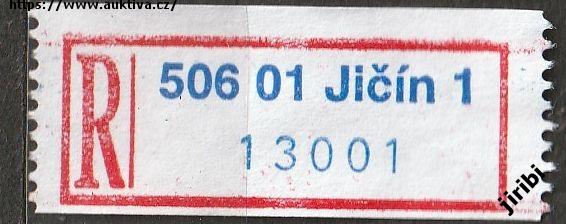 https://www.auktiva.cz/
R
506 01 Jičín 1
13001
jiribi